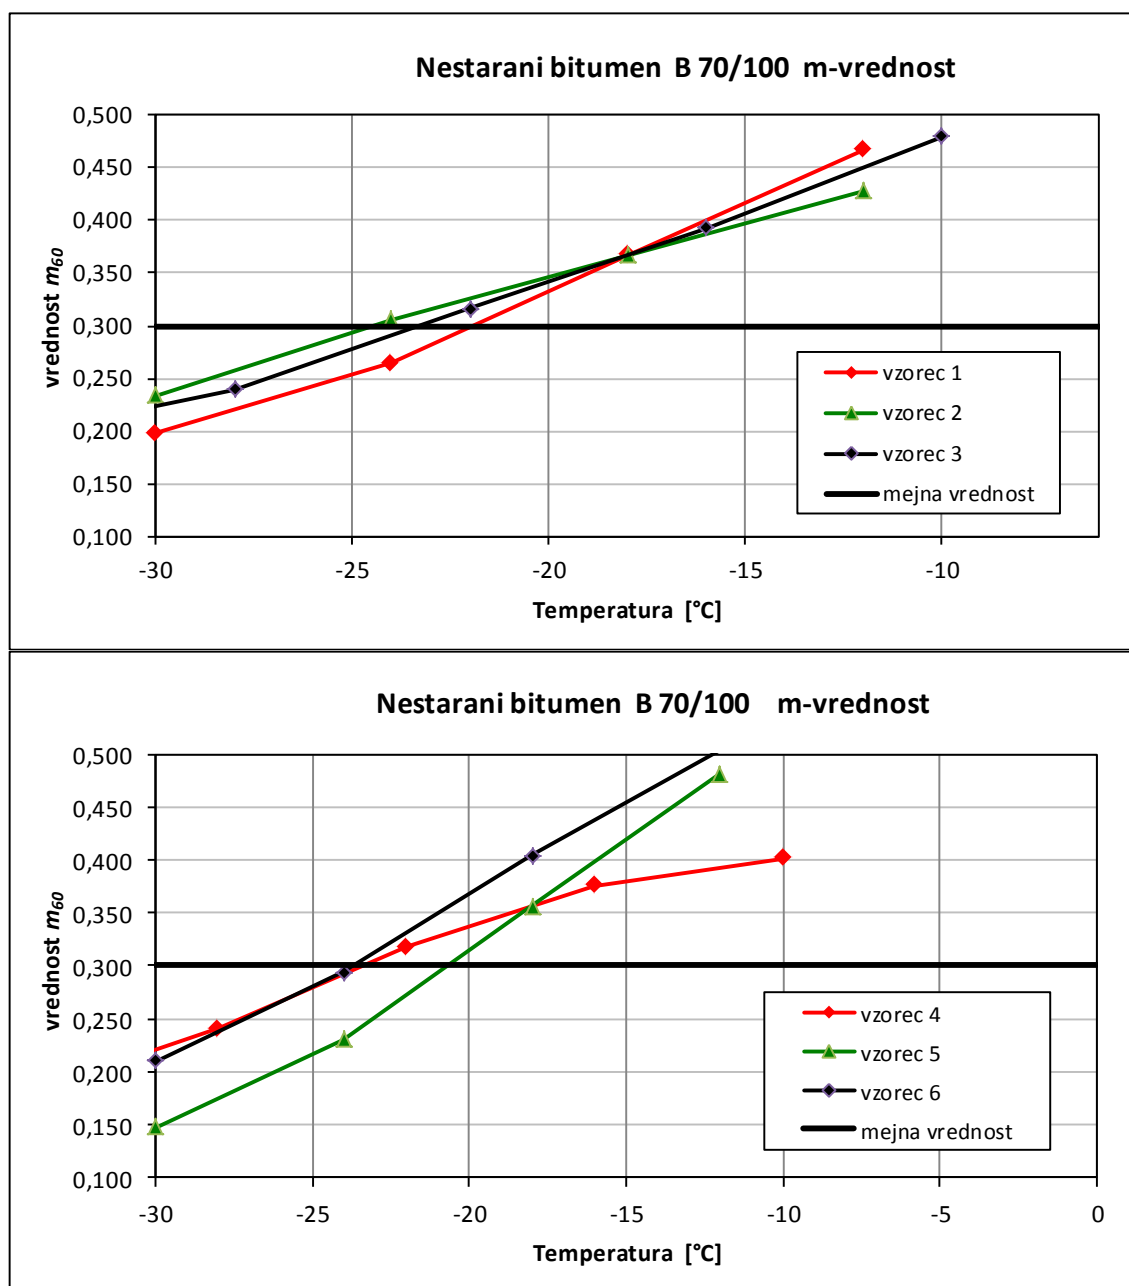 Nestarani bitumen B 70/100 m-vrednost
vrednost m60
0,500
0,450
0,400
0,350
0,300
0,250
0,200
0,150
0,100
vzorec 1
vzorec 2
vzorec 3
mejna vrednost
-30 -25 -20 -15 -10
Temperatura [°C]
Nestarani bitumen B 70/100 m-vrednost
vrednost m60
0,500
0,450
0,400
0,350
0,300
0,250
0,200
0,150
0,100
vzorec 4
vzorec 5
vzorec 6
mejna vrednost
-30 -25 -20 -15 -10 -5 0
Temperatura [°C]